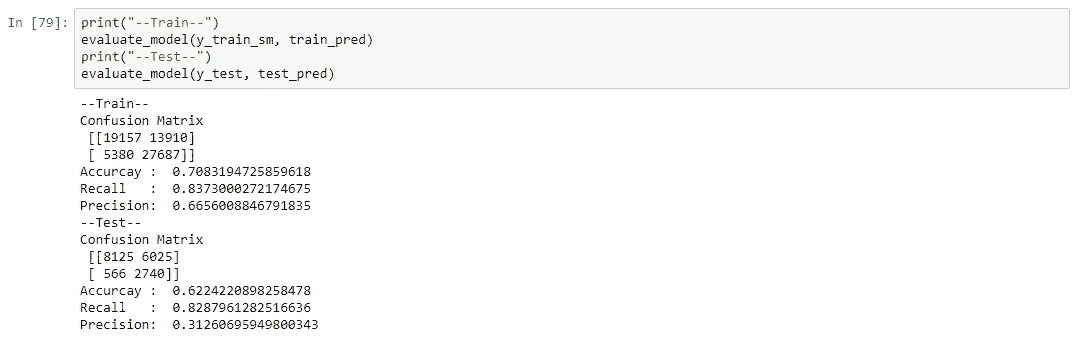 In [79]: print("--Train--")
evaluate_model(y_train_sm, train_pred)
print("--Test--")
evaluate_model(y_test, test_pred)
--Train--
Confusion Matrix
[[19157 13910]
[ 5380 27687]]
Accurcay :  0.7083194725859618
Recall   :  0.8373000272174675
Precision:  0.6656008846791835
--Test--
Confusion Matrix
[[8125 6025]
[ 566 2740]]
Accurcay :  0.6224220898258478
Recall   :  0.8287961282516636
Precision:  0.31260695949800343